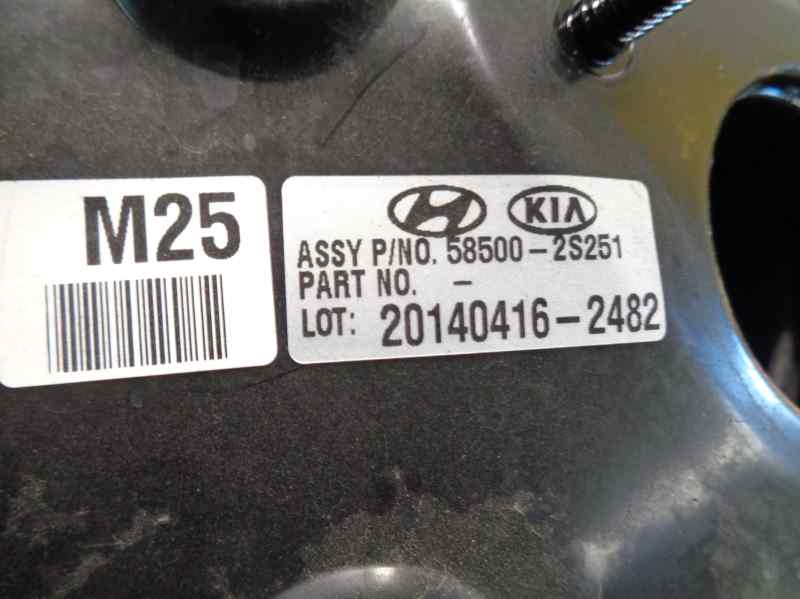 M25
KIA
ASSY P/NO. 58500-2S251
PART NO. -
LOT: 20140416-2482